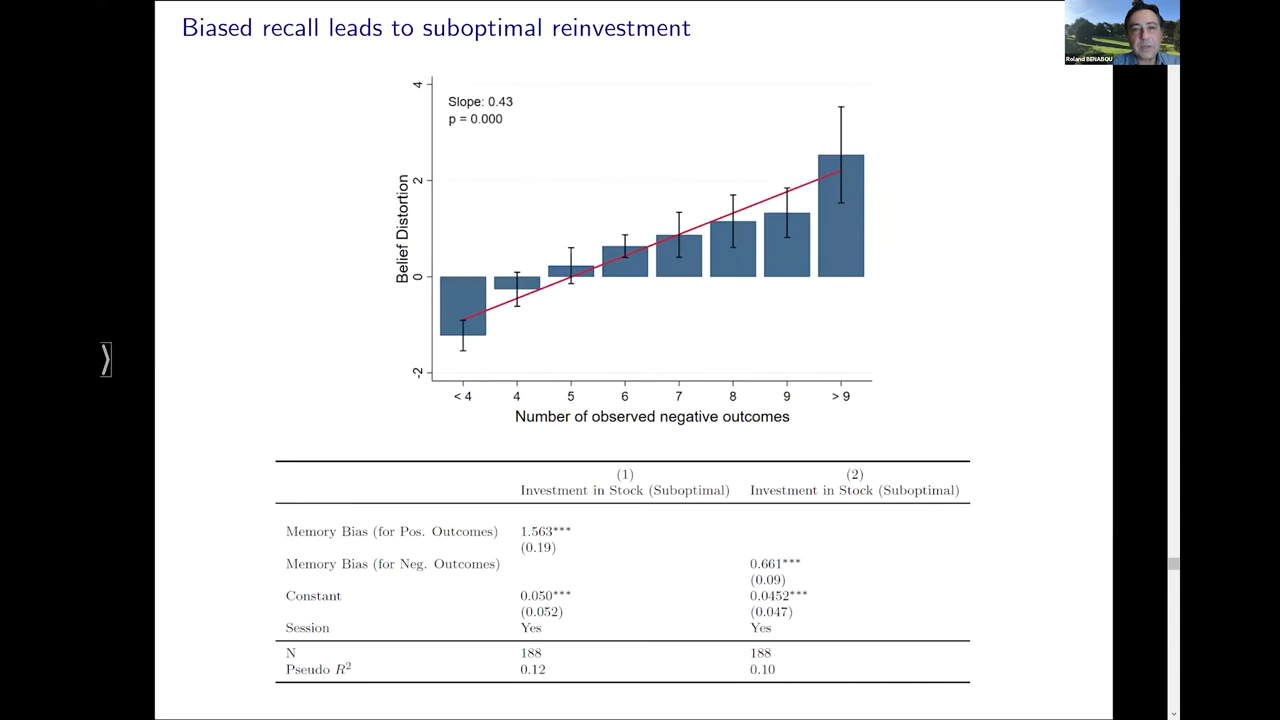 Biased recall leads to suboptimal reinvestment
Roland BENABOU
Slope: 0.43
p = 0.000
Belief Distortion
4
2
0
-2
< 4 4 5 6 7 8 9 > 9
Number of observed negative outcomes
(1) (2)
Investment in Stock (Suboptimal) Investment in Stock (Suboptimal)
Memory Bias (for Pos. Outcomes) 1.563***
(0.19)
Memory Bias (for Neg. Outcomes) 0.661***
(0.09)
Constant 0.050*** 0.0452***
(0.052) (0.047)
Session Yes Yes
N 188 188
Pseudo R² 0.12 0.10